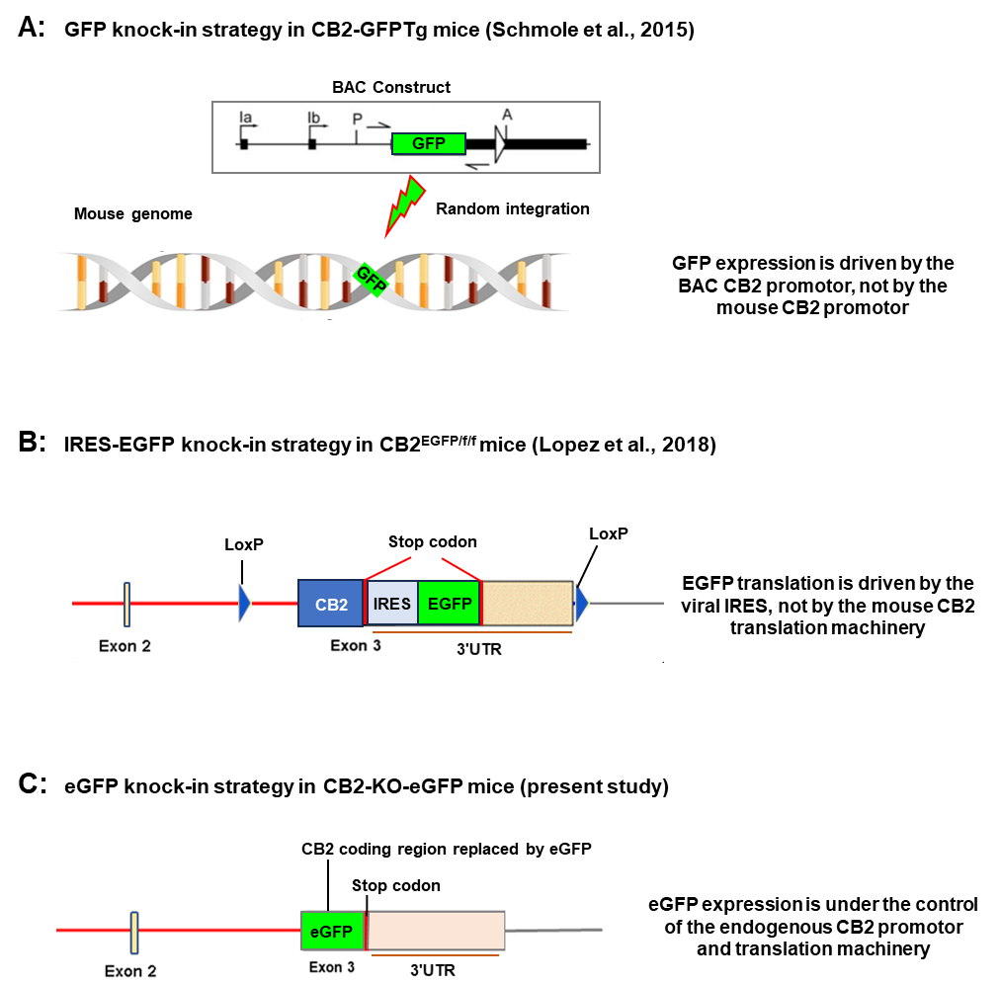 A: GFP knock-in strategy in CB2-GFPTg mice (Schmole et al., 2015)
BAC Construct
Ia
Ib
P
A
GFP
Mouse genome
Random integration
GFP
GFP expression is driven by the
BAC CB2 promotor, not by the
mouse CB2 promotor
B: IRES-EGFP knock-in strategy in CB2EGFP/f/f mice (Lopez et al., 2018)
LoxP
Stop codon
LoxP
CB2
IRES
EGFP
Exon 2
Exon 3
3'UTR
EGFP translation is driven by the
viral IRES, not by the mouse CB2
translation machinery
C: eGFP knock-in strategy in CB2-KO-eGFP mice (present study)
CB2 coding region replaced by eGFP
Stop codon
eGFP
Exon 2
Exon 3
3'UTR
eGFP expression is under the control
of the endogenous CB2 promotor
and translation machinery